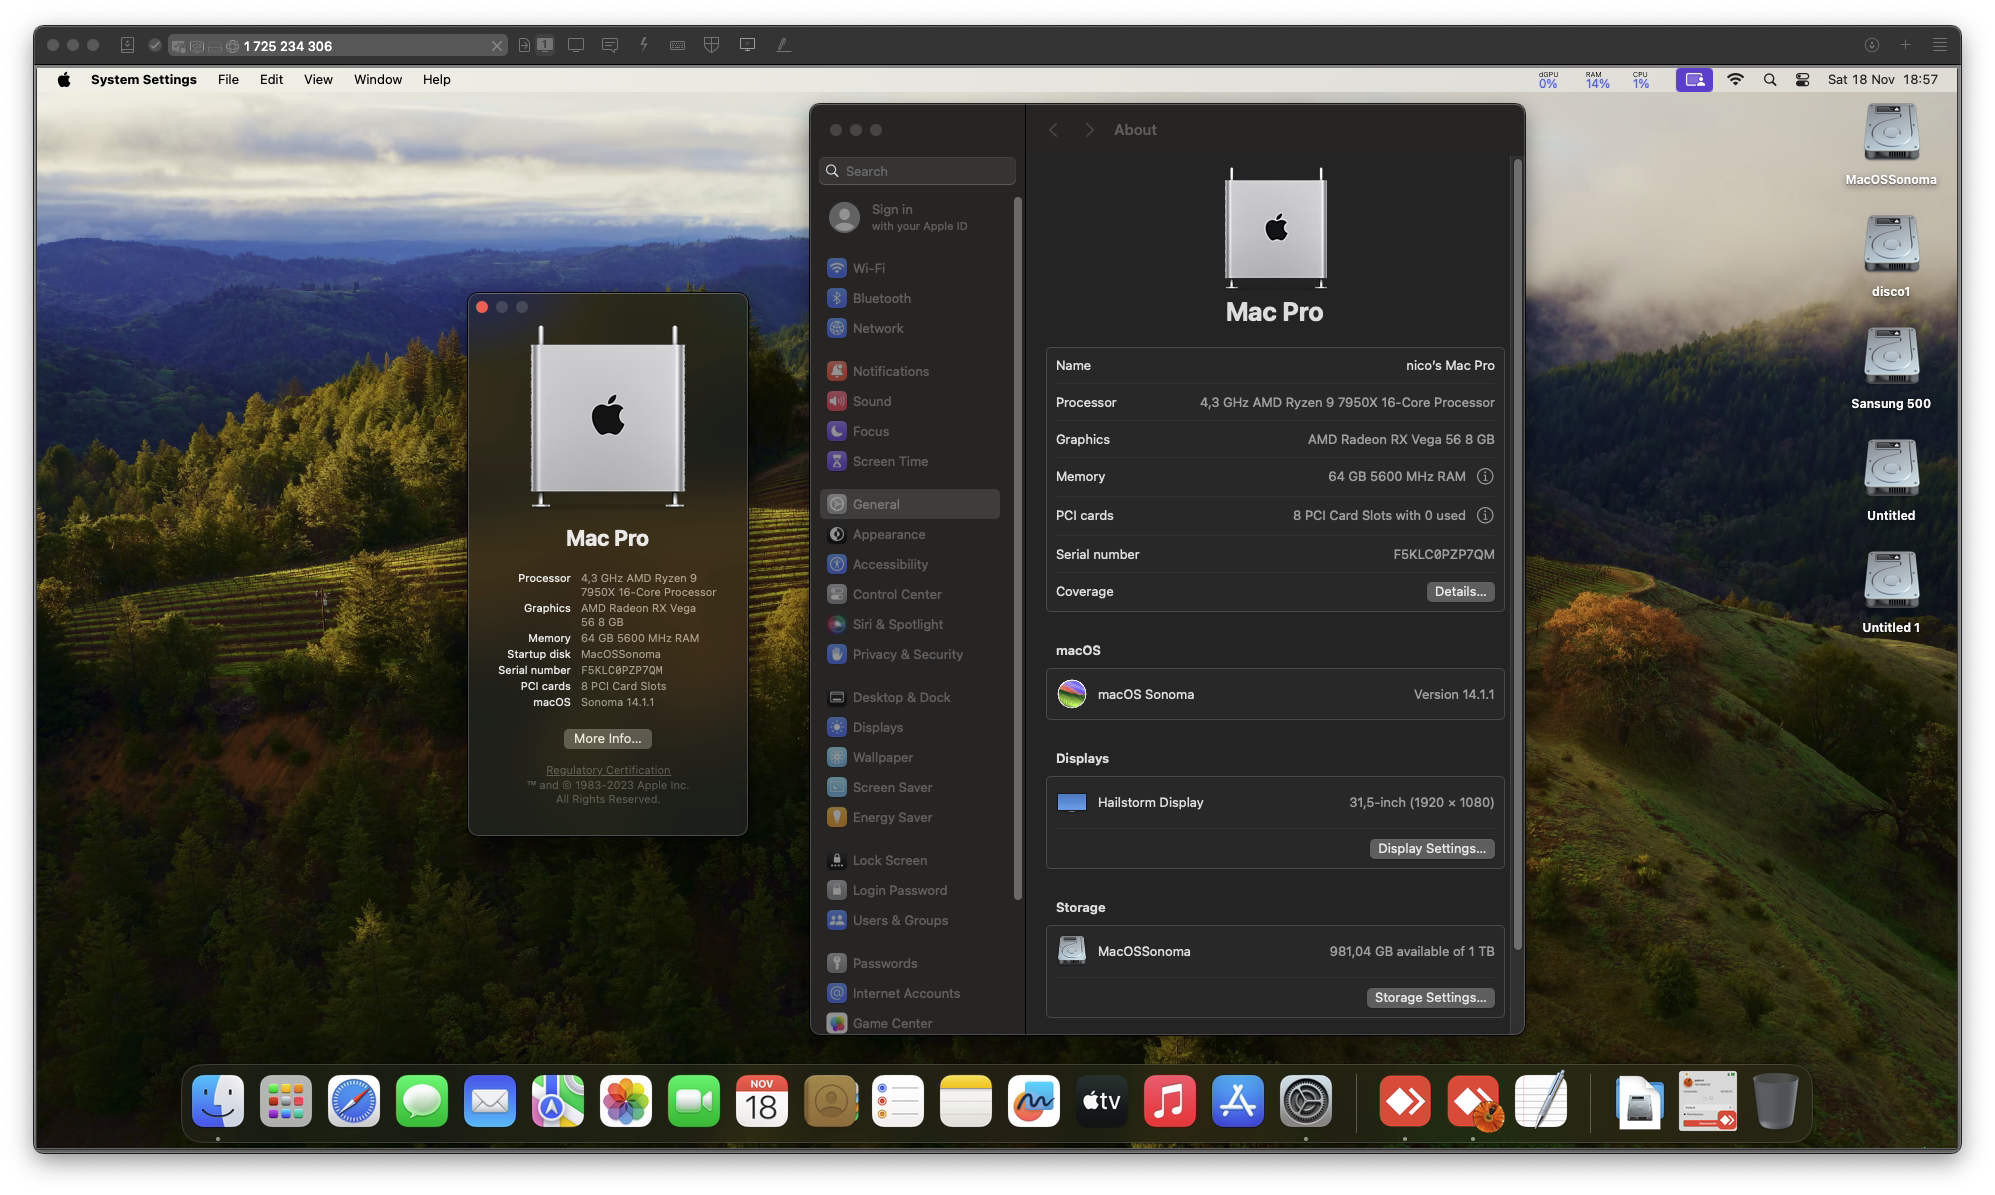 1 725 234 306
1
System Settings File Edit View Window Help
dGPU 0% RAM 14% CPU 1% Sat 18 Nov 18:57
MacOSSonoma
disco1
Sansung 500
Untitled
Untitled 1
Mac Pro
Processor 4,3 GHz AMD Ryzen 9
7950X 16-Core Processor
Graphics AMD Radeon RX Vega
56 8 GB
Memory 64 GB 5600 MHz RAM
Startup disk MacOSSonoma
Serial number F5KLC0PZP7QM
PCI cards 8 PCI Card Slots
macOS Sonoma 14.1.1
More Info...
Regulatory Certification
™ and © 1983-2023 Apple Inc.
All Rights Reserved.
Search
Sign in
with your Apple ID
Wi-Fi
Bluetooth
Network
Notifications
Sound
Focus
Screen Time
General
Appearance
Accessibility
Control Center
Siri & Spotlight
Privacy & Security
Desktop & Dock
Displays
Wallpaper
Screen Saver
Energy Saver
Lock Screen
Login Password
Users & Groups
Passwords
Internet Accounts
Game Center
About
Mac Pro
Name nico's Mac Pro
Processor 4,3 GHz AMD Ryzen 9 7950X 16-Core Processor
Graphics AMD Radeon RX Vega 56 8 GB
Memory 64 GB 5600 MHz RAM
PCI cards 8 PCI Card Slots with 0 used
Serial number F5KLC0PZP7QM
Coverage Details...
macOS
macOS Sonoma Version 14.1.1
Displays
Hailstorm Display 31,5-inch (1920 × 1080)
Display Settings...
Storage
MacOSSonoma 981,04 GB available of 1 TB
Storage Settings...
NOV
18
tv